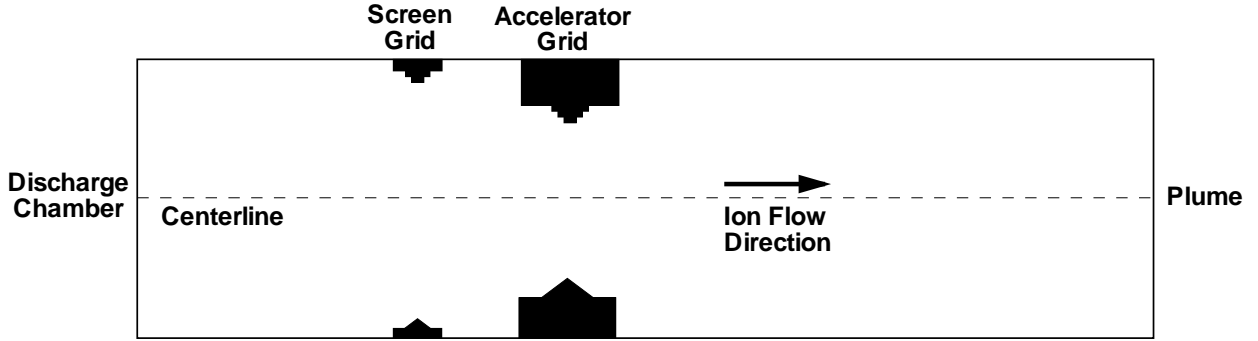 Screen
Grid
Accelerator
Grid
Discharge
Chamber
Centerline
Ion Flow
Direction
Plume